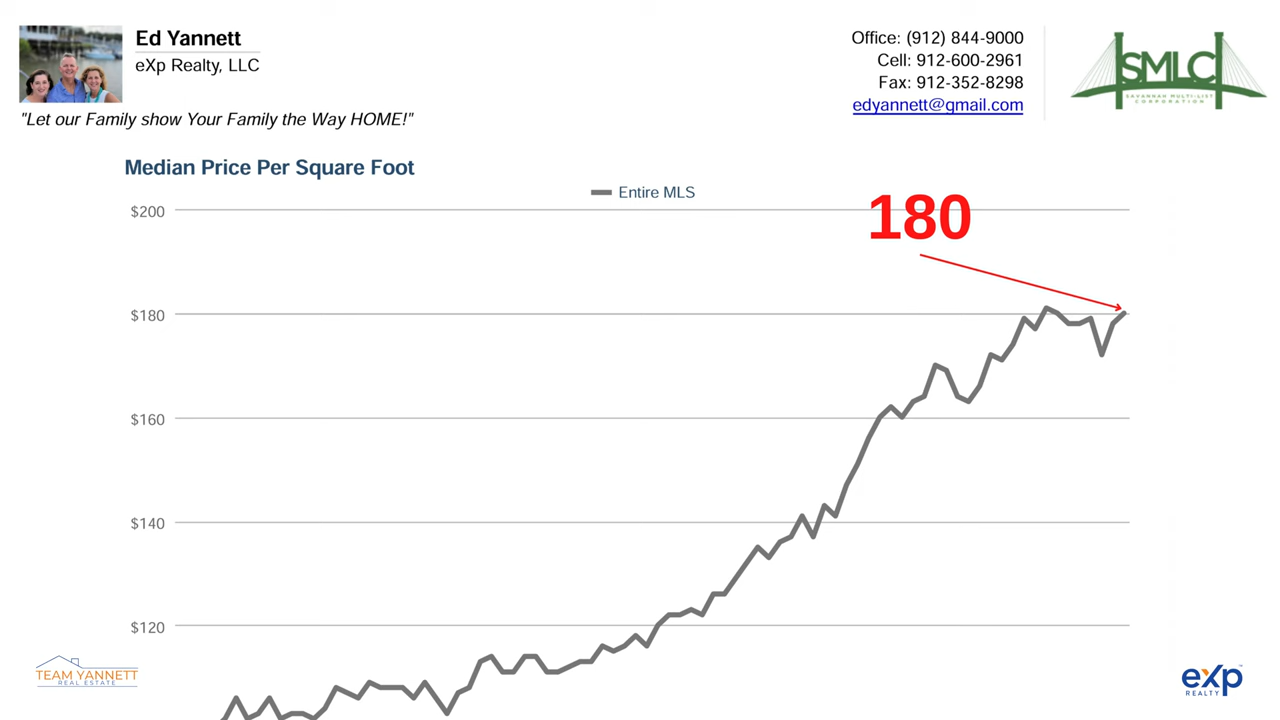 Ed Yannett
eXp Realty, LLC
"Let our Family show Your Family the Way HOME!"
Office: (912) 844-9000
Cell: 912-600-2961
Fax: 912-352-8298
edyannett@gmail.com
SMLC
SAVANNAH MULTI-LIST
CORPORATION
Median Price Per Square Foot
Entire MLS
180
$200
$180
$160
$140
$120
TEAM YANNETT
REAL ESTATE
eXp
REALTY